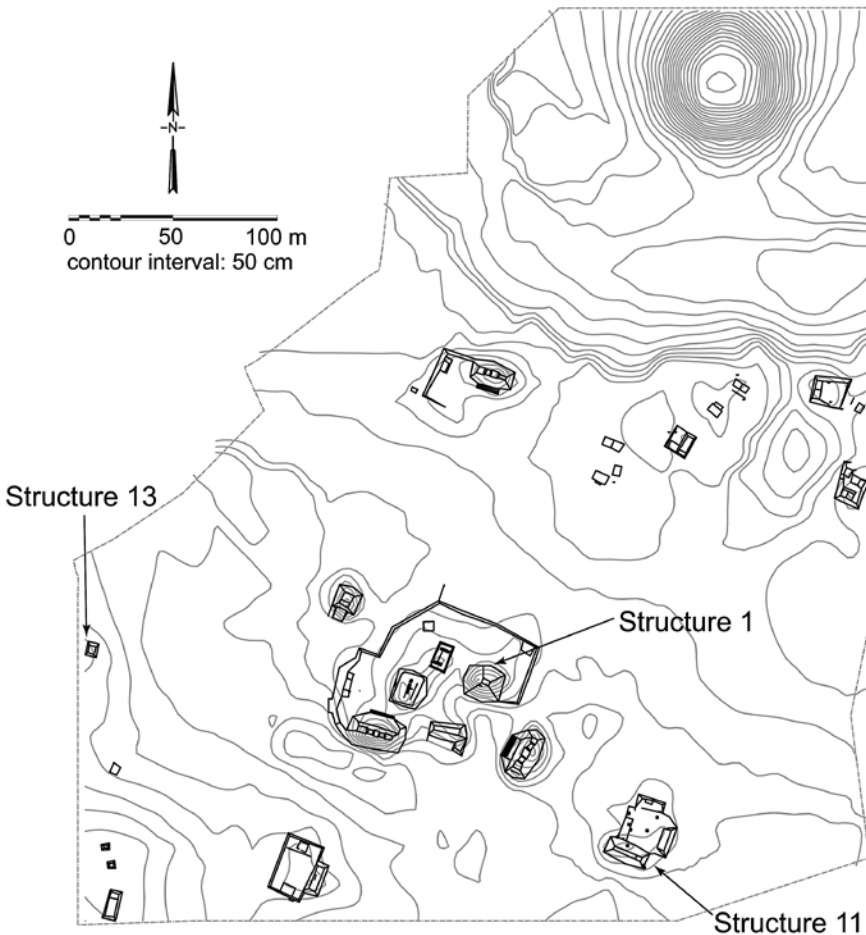 -N-
0 50 100 m
contour interval: 50 cm
Structure 13
Structure 1
Structure 11